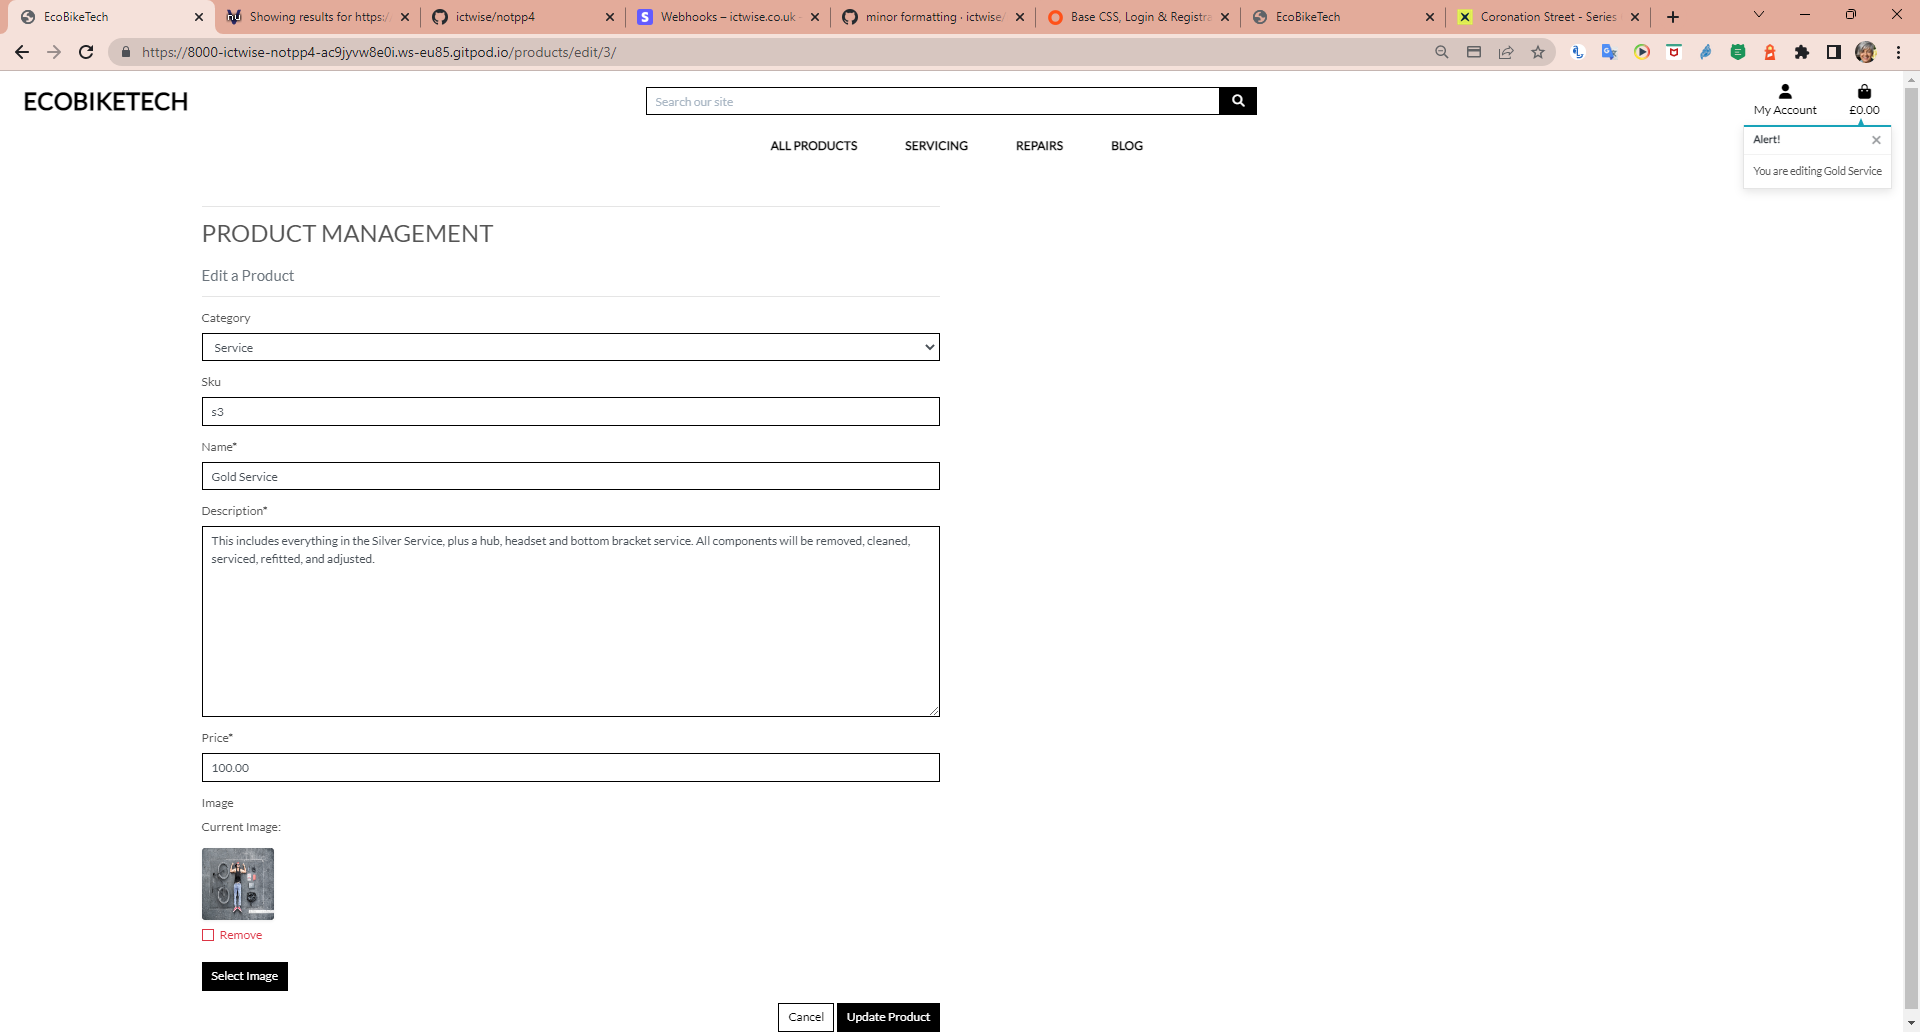 EcoBikeTech
Showing results for https:/
ictwise/notpp4
Webhooks – ictwise.co.uk
minor formatting · ictwise/
Base CSS, Login & Registra
EcoBikeTech
Coronation Street - Series
https://8000-ictwise-notpp4-ac9jyvw8e0i.ws-eu85.gitpod.io/products/edit/3/
ECOBIKETECH
Search our site
My Account
£0.00
ALL PRODUCTS
SERVICING
REPAIRS
BLOG
Alert!
You are editing Gold Service
PRODUCT MANAGEMENT
Edit a Product
Category
Service
Sku
s3
Name*
Gold Service
Description*
This includes everything in the Silver Service, plus a hub, headset and bottom bracket service. All components will be removed, cleaned,
serviced, refitted, and adjusted.
Price*
100.00
Image
Current Image:
Remove
Select Image
Cancel
Update Product